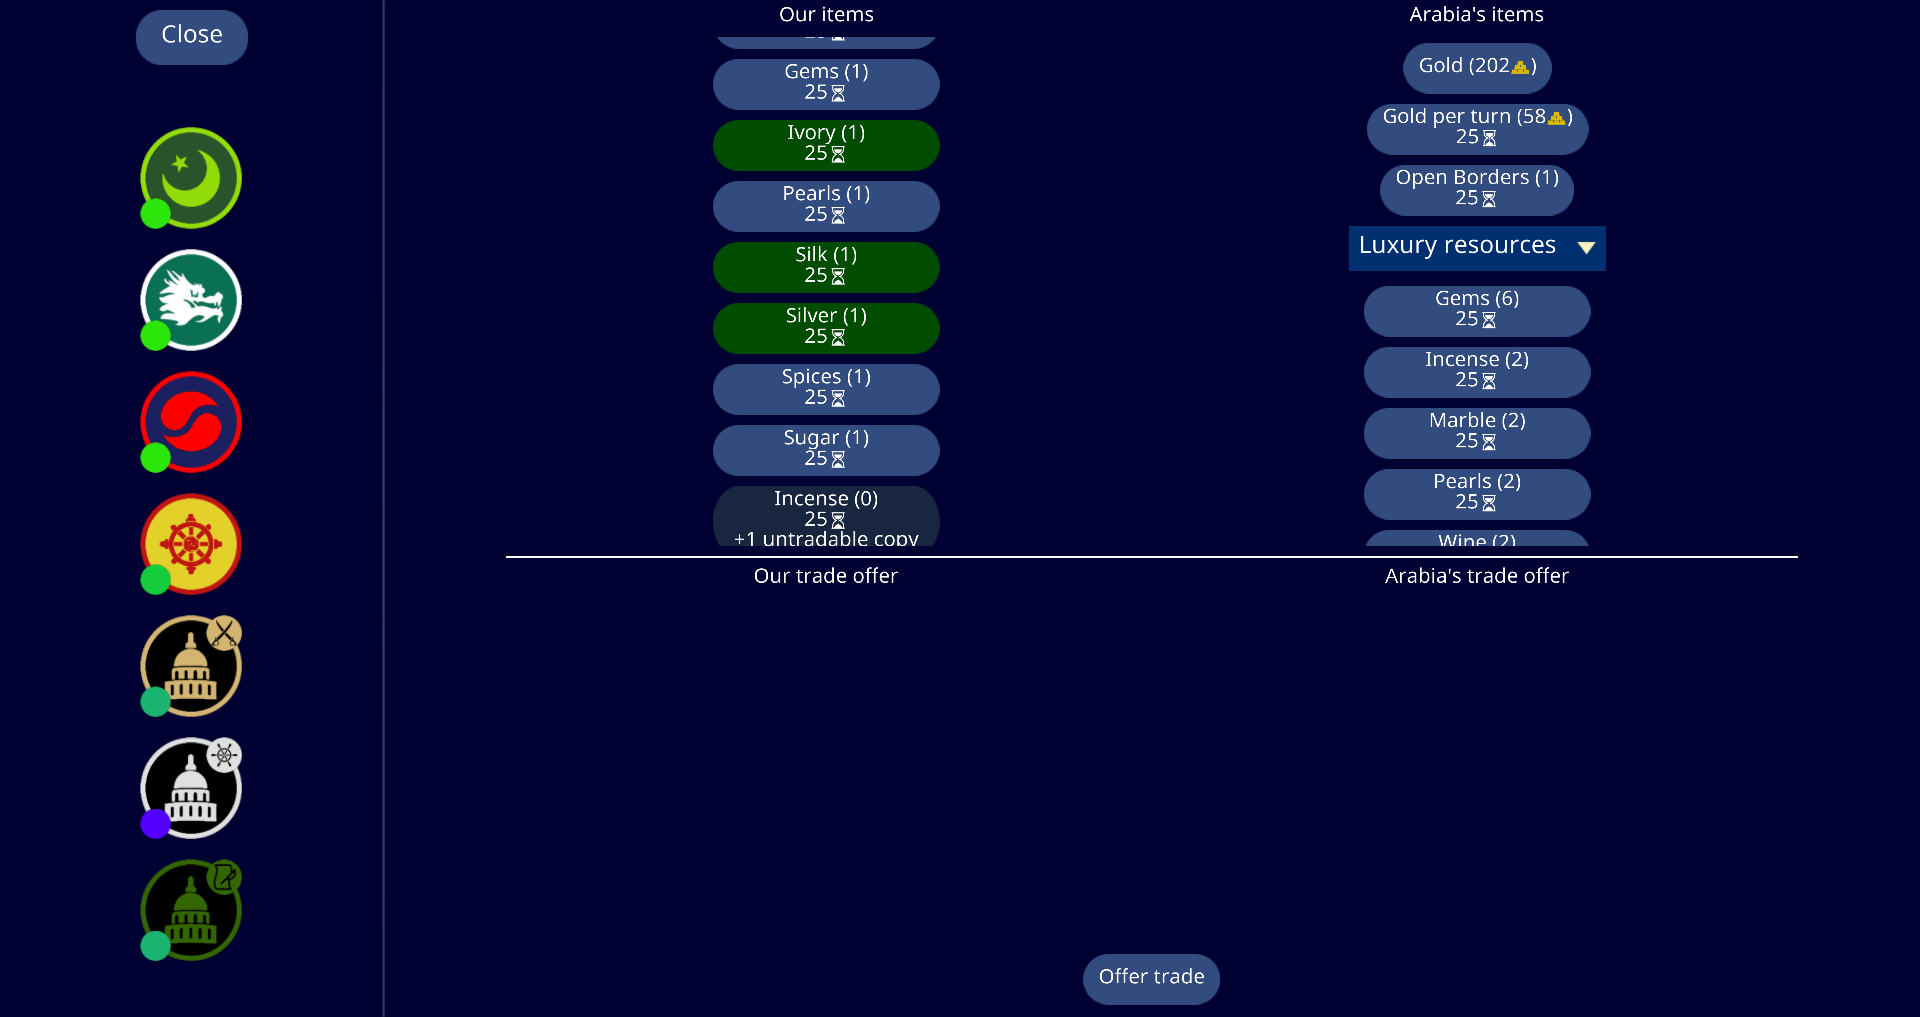 Close
Our items
Gems (1)
25
Ivory (1)
25
Pearls (1)
25
Silk (1)
25
Silver (1)
25
Spices (1)
25
Sugar (1)
25
Incense (0)
25
+1 untradable copy
Arabia's items
Gold (202)
Gold per turn (58)
25
Open Borders (1)
25
Luxury resources
Gems (6)
25
Incense (2)
25
Marble (2)
25
Pearls (2)
25
Wine (2)
Our trade offer
Arabia's trade offer
Offer trade